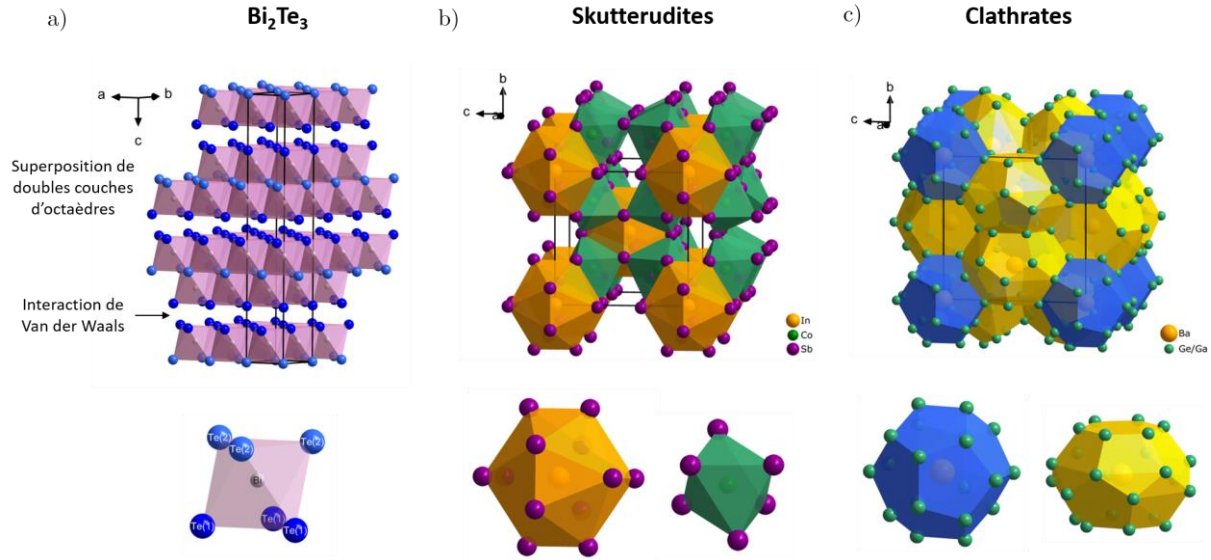 a)
Bi₂Te₃
b)
Skutterudites
c)
Clathrates
a
b
c
Superposition de
doubles couches
d'octaèdres
Interaction de
Van der Waals
b
c
a
In
Co
Sb
b
c
a
Ba
Ge/Ga
Te(2)
Te(2)
Te(2)
Bi
Te(1)
Te(1)
Te(1)